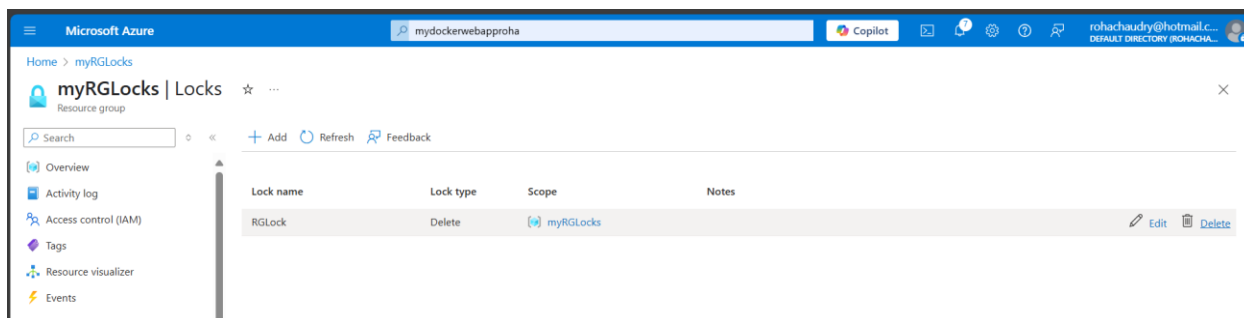 Microsoft Azure
mydockerwebapproha
Copilot
7
rohachaudry@hotmail.c...
DEFAULT DIRECTORY (ROHACHA...
Home > myRGLocks
myRGLocks | Locks
Resource group
Search
Add Refresh Feedback
Overview
Activity log
Access control (IAM)
Tags
Resource visualizer
Events
Lock name Lock type Scope Notes
RGLock Delete myRGLocks Edit Delete